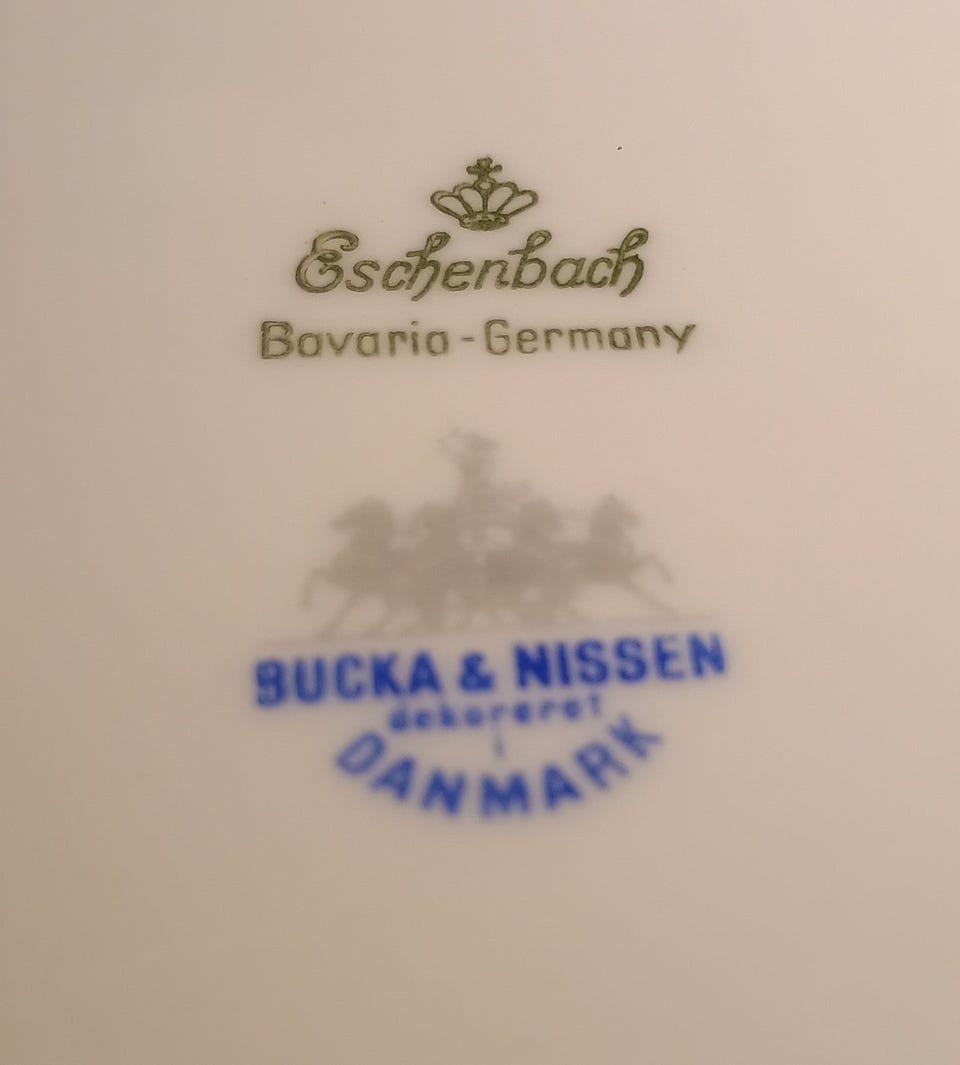 Eschenbach
Bavaria - Germany
BUCKA & NISSEN
dekoreret
i
DANMARK